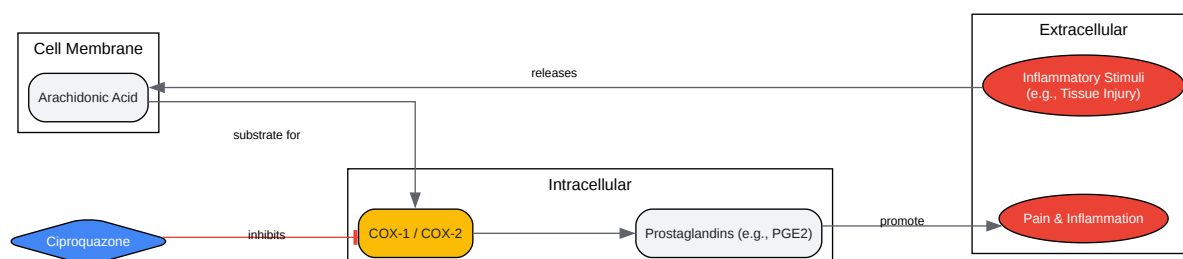 Extracellular
Cell Membrane
Inflammatory Stimuli
(e.g., Tissue Injury)
releases
Arachidonic Acid
substrate for
Intracellular
Pain & Inflammation
promote
Ciproquazone
inhibits
COX-1 / COX-2
Prostaglandins (e.g., PGE2)